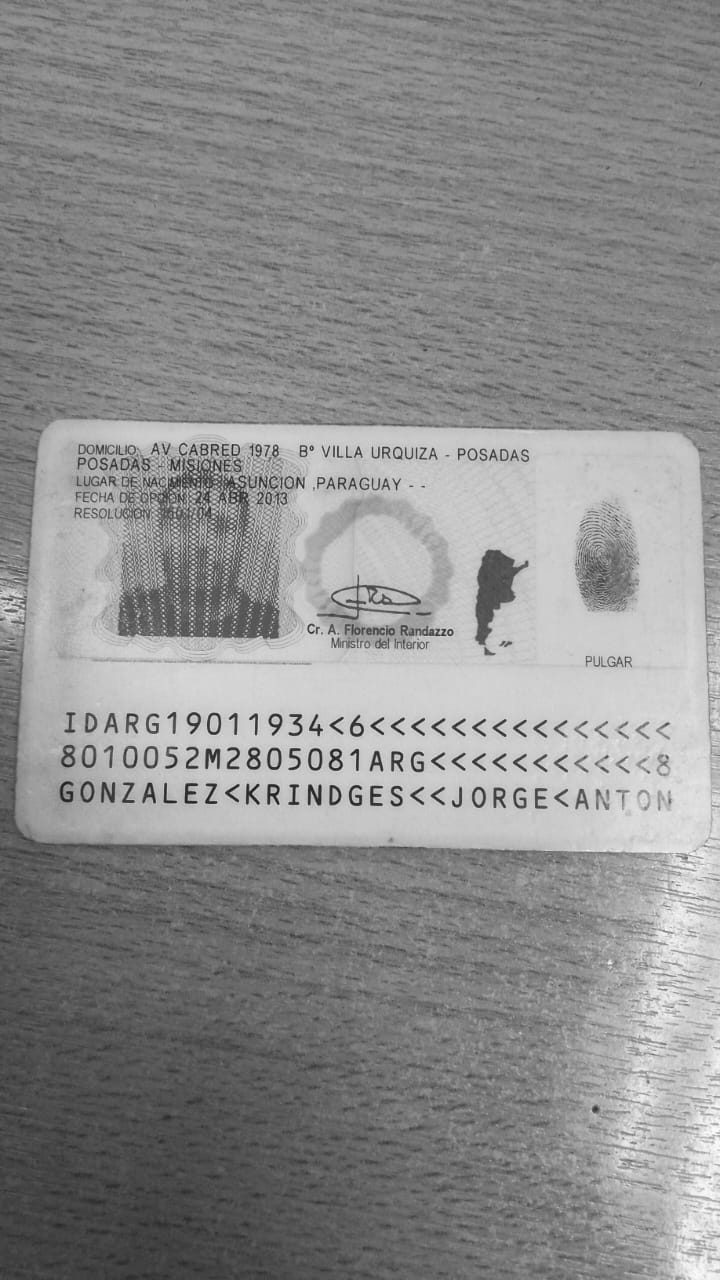 DOMICILIO: AV CABRED 1978 Bº VILLA URQUIZA - POSADAS
POSADAS - MISIONES
LUGAR DE NACIMIENTO: ASUNCION ,PARAGUAY - -
FECHA DE OPCION: 24 ABR 2013
RESOLUCION:
Cr. A. Florencio Randazzo
Ministro del Interior
PULGAR
IDARG19011934<6<<<<<<<<<<<<<<<
8010052M2805081ARG<<<<<<<<<<<8
GONZALEZ<KRINDGES<<JORGE<ANTON